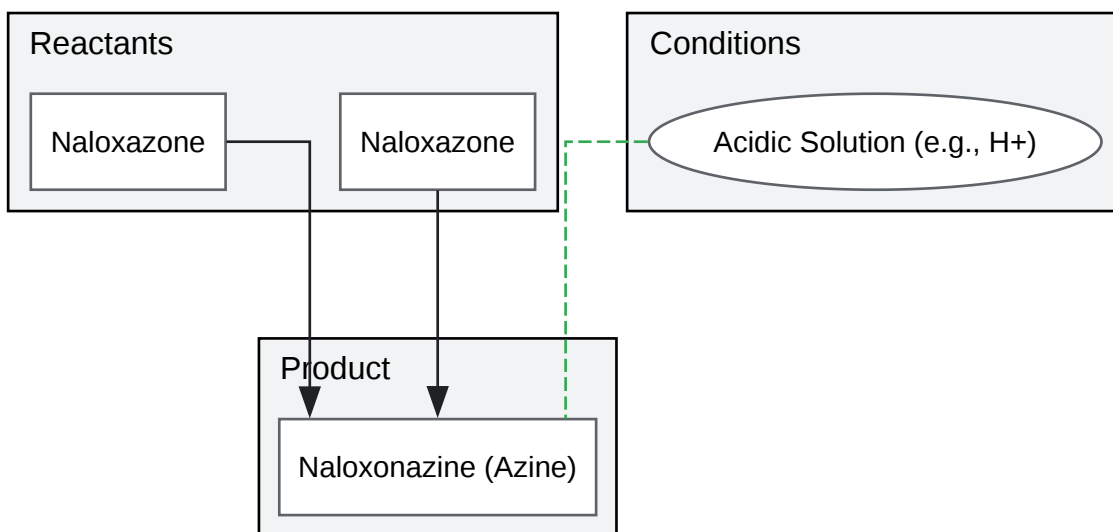 Reactants
Conditions
Naloxazone
Naloxazone
Acidic Solution (e.g., H+)
Product
Naloxonazine (Azine)